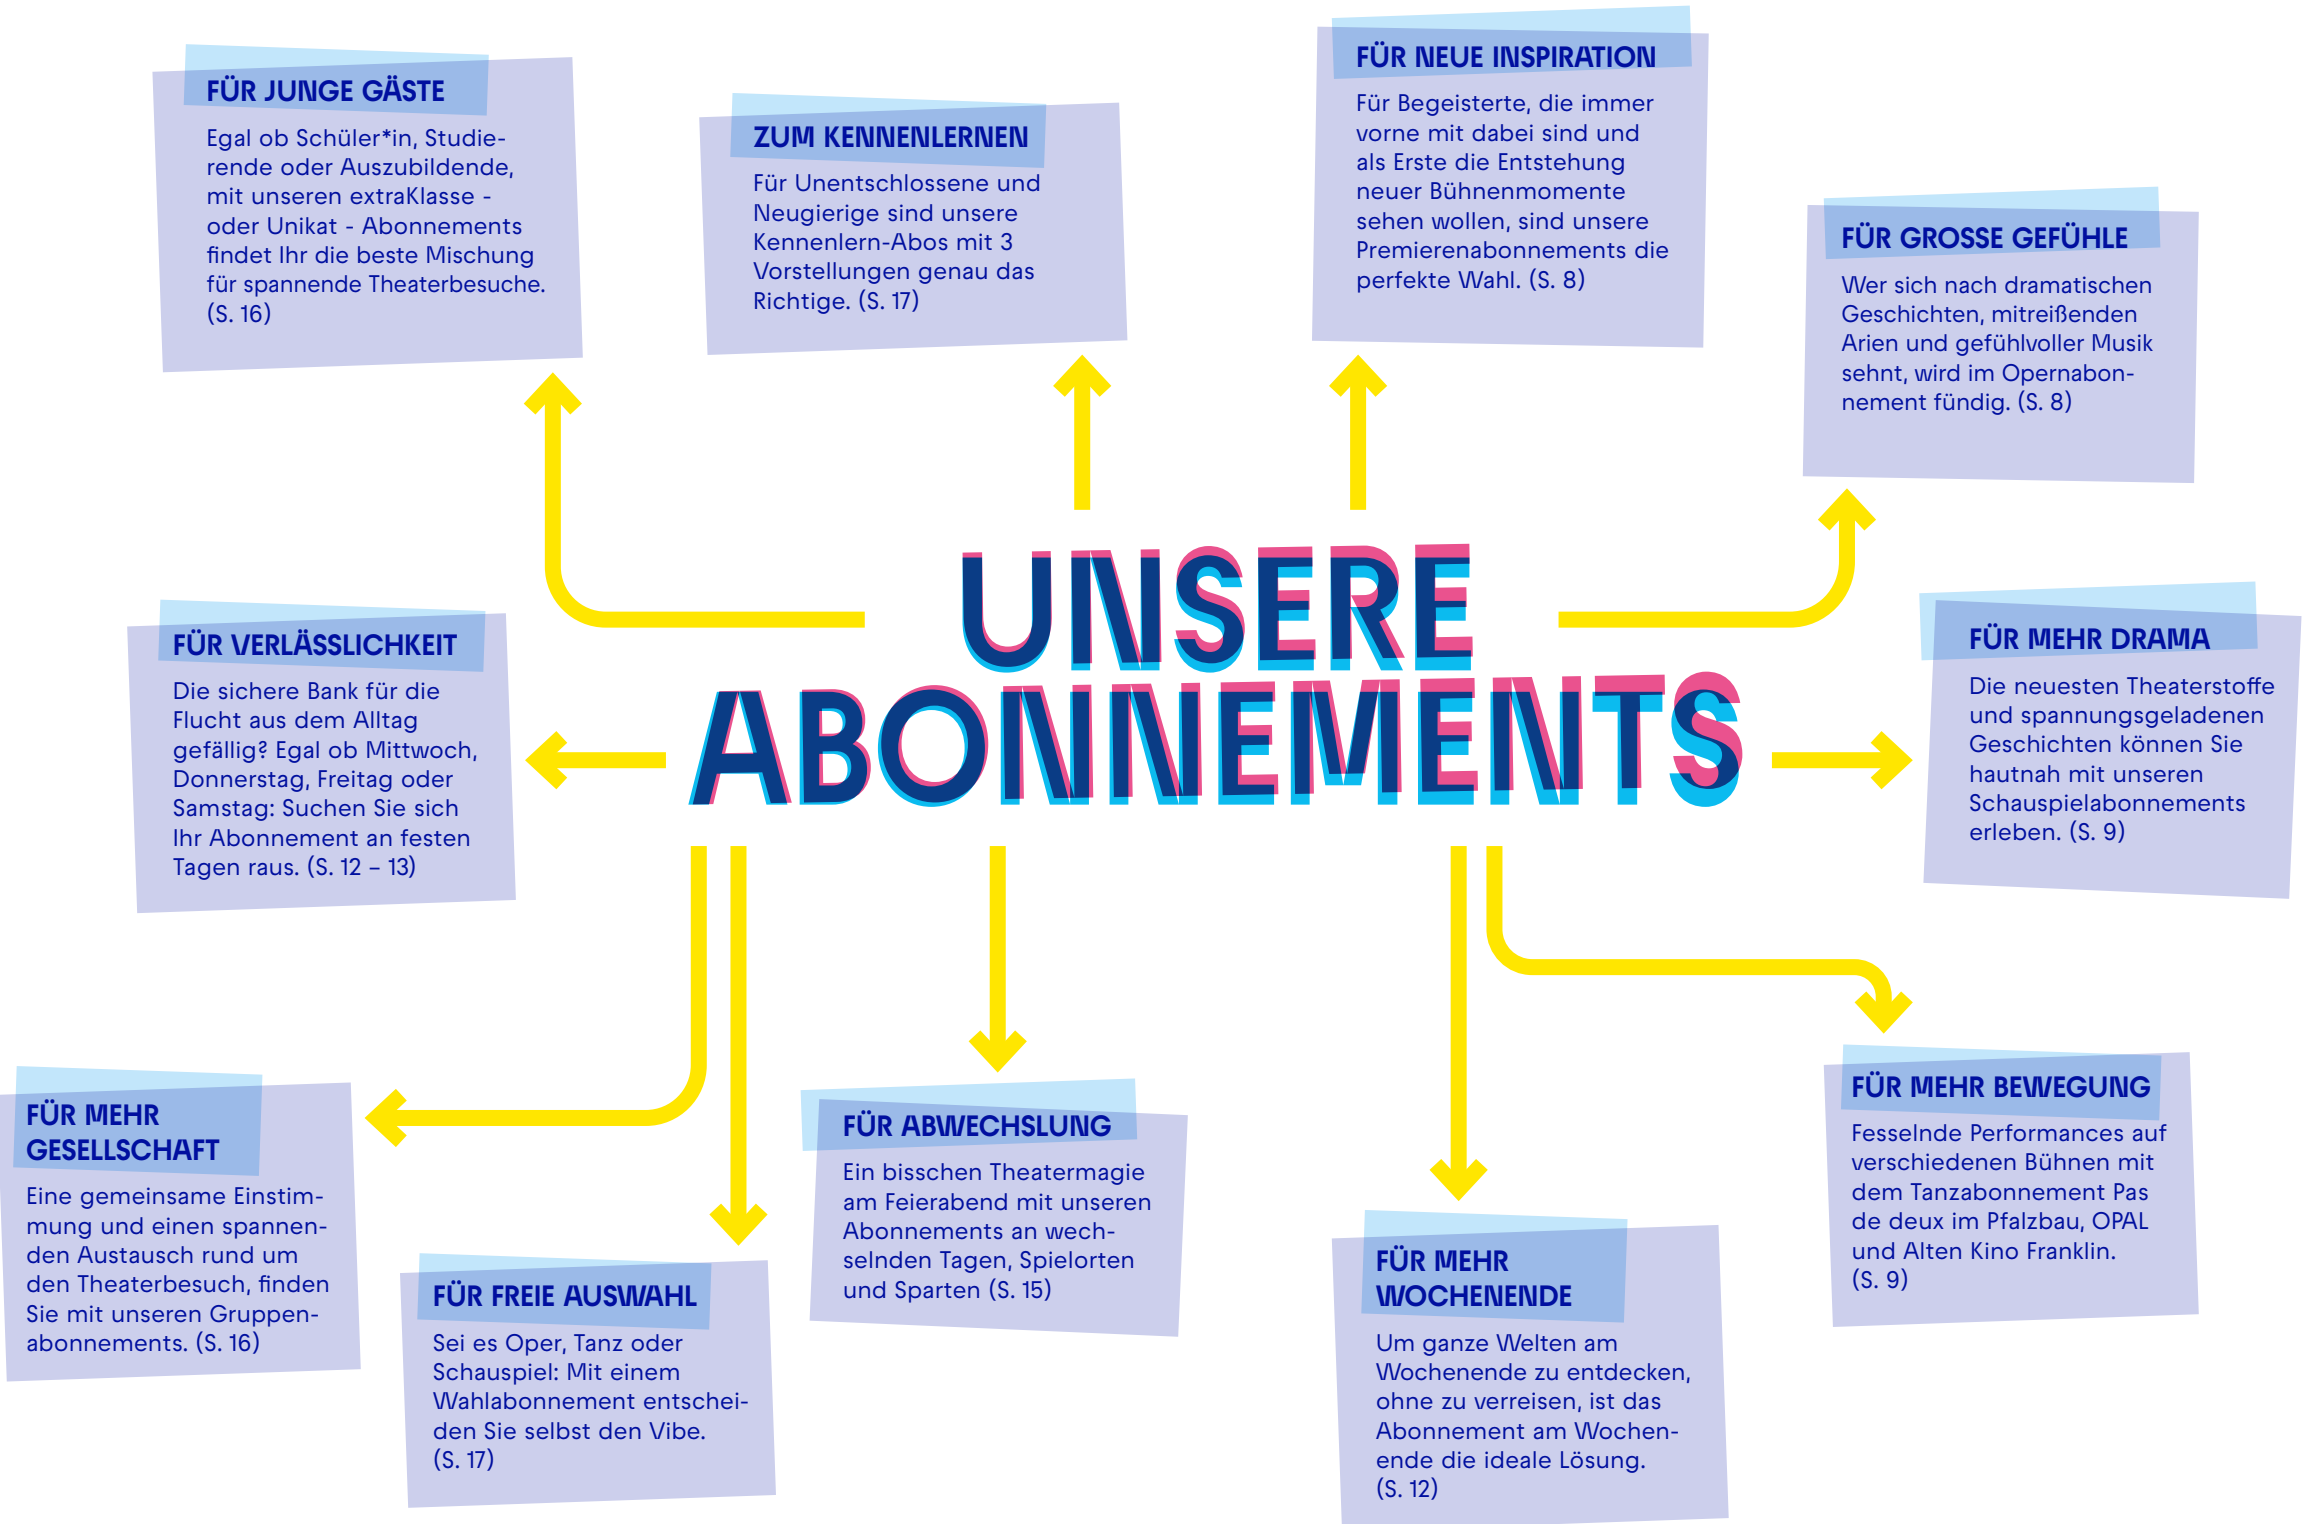 FÜR JUNGE GÄSTE
Egal ob Schüler*in, Studie-
rende oder Auszubildende,
mit unseren extraKlasse -
oder Unikat - Abonnements
findet Ihr die beste Mischung
für spannende Theaterbesuche.
(S. 16)
ZUM KENNENLERNEN
Für Unentschlossene und
Neugierige sind unsere
Kennenlern-Abos mit 3
Vorstellungen genau das
Richtige. (S. 17)
FÜR NEUE INSPIRATION
Für Begeisterte, die immer
vorne mit dabei sind und
als Erste die Entstehung
neuer Bühnenmomente
sehen wollen, sind unsere
Premierenabonnements die
perfekte Wahl. (S. 8)
FÜR GROSSE GEFÜHLE
Wer sich nach dramatischen
Geschichten, mitreißenden
Arien und gefühlvoller Musik
sehnt, wird im Opernabon-
nement fündig. (S. 8)
UNSERE
ABONNEMENTS
FÜR VERLÄSSLICHKEIT
Die sichere Bank für die
Flucht aus dem Alltag
gefällig? Egal ob Mittwoch,
Donnerstag, Freitag oder
Samstag: Suchen Sie sich
Ihr Abonnement an festen
Tagen raus. (S. 12 – 13)
FÜR MEHR DRAMA
Die neuesten Theaterstoffe
und spannungsgeladenen
Geschichten können Sie
hautnah mit unseren
Schauspielabonnements
erleben. (S. 9)
FÜR MEHR
GESELLSCHAFT
Eine gemeinsame Einstim-
mung und einen spannen-
den Austausch rund um
den Theaterbesuch, finden
Sie mit unseren Gruppen-
abonnements. (S. 16)
FÜR FREIE AUSWAHL
Sei es Oper, Tanz oder
Schauspiel: Mit einem
Wahlabonnement entschei-
den Sie selbst den Vibe.
(S. 17)
FÜR ABWECHSLUNG
Ein bisschen Theatermagie
am Feierabend mit unseren
Abonnements an wech-
selnden Tagen, Spielorten
und Sparten (S. 15)
FÜR MEHR
WOCHENENDE
Um ganze Welten am
Wochenende zu entdecken,
ohne zu verreisen, ist das
Abonnement am Wochen-
ende die ideale Lösung.
(S. 12)
FÜR MEHR BEWEGUNG
Fesselnde Performances auf
verschiedenen Bühnen mit
dem Tanzabonnement Pas
de deux im Pfalzbau, OPAL
und Alten Kino Franklin.
(S. 9)